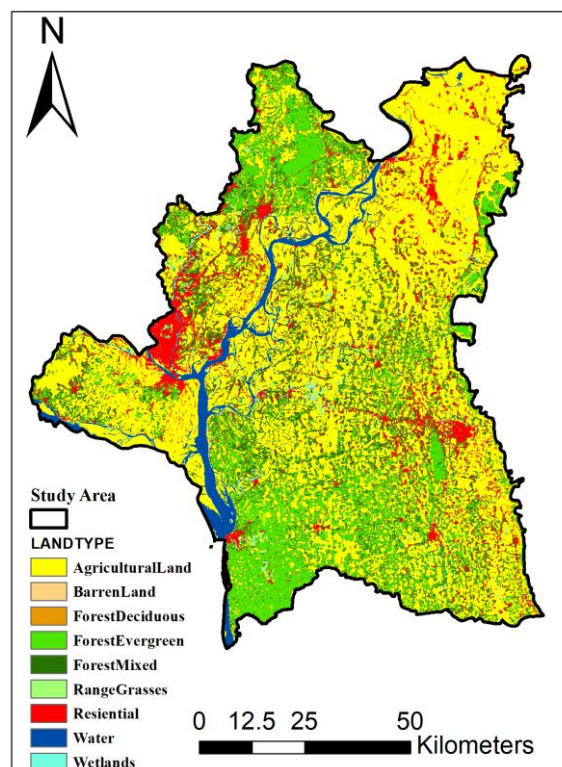 N
Study Area
LANDTYPE
AgriculturalLand
BarrenLand
ForestDeciduous
ForestEvergreen
ForestMixed
RangeGrasses
Resiential
Water
Wetlands
0 12.5 25 50
Kilometers